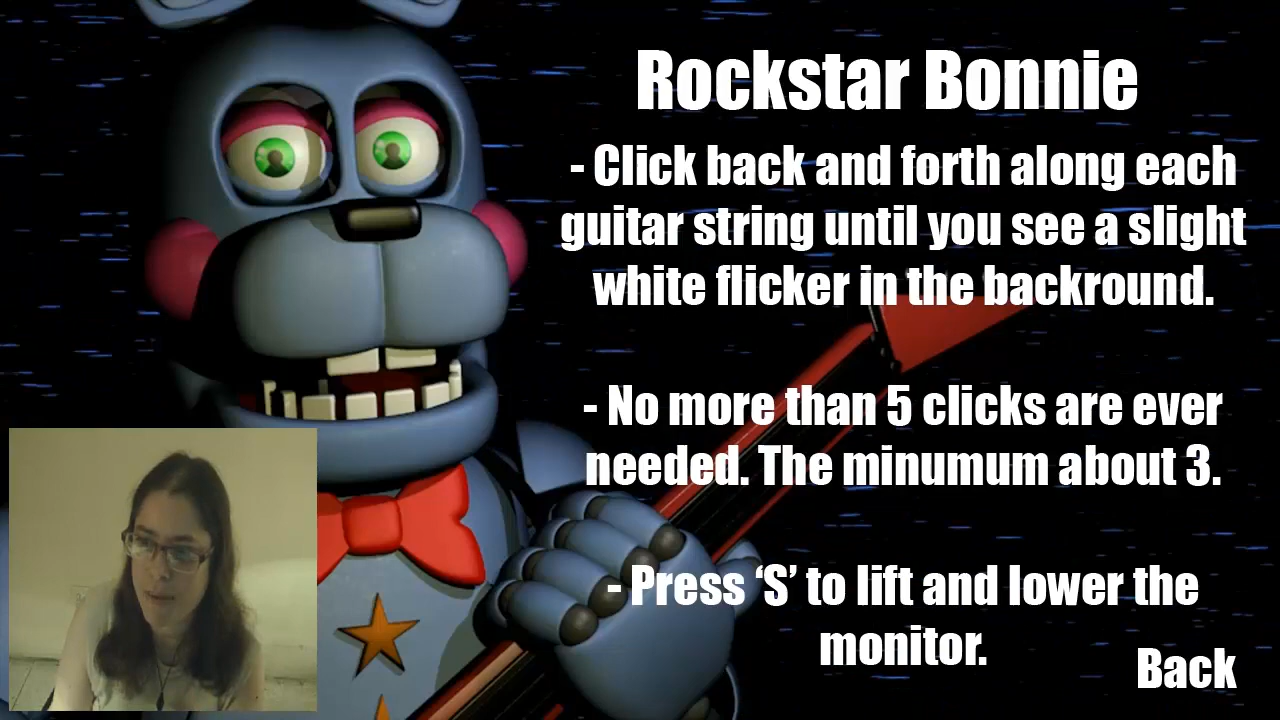 Rockstar Bonnie
- Click back and forth along each
guitar string until you see a slight
white flicker in the backround.
- No more than 5 clicks are ever
needed. The minumum about 3.
- Press ‘S’ to lift and lower the
monitor.
Back